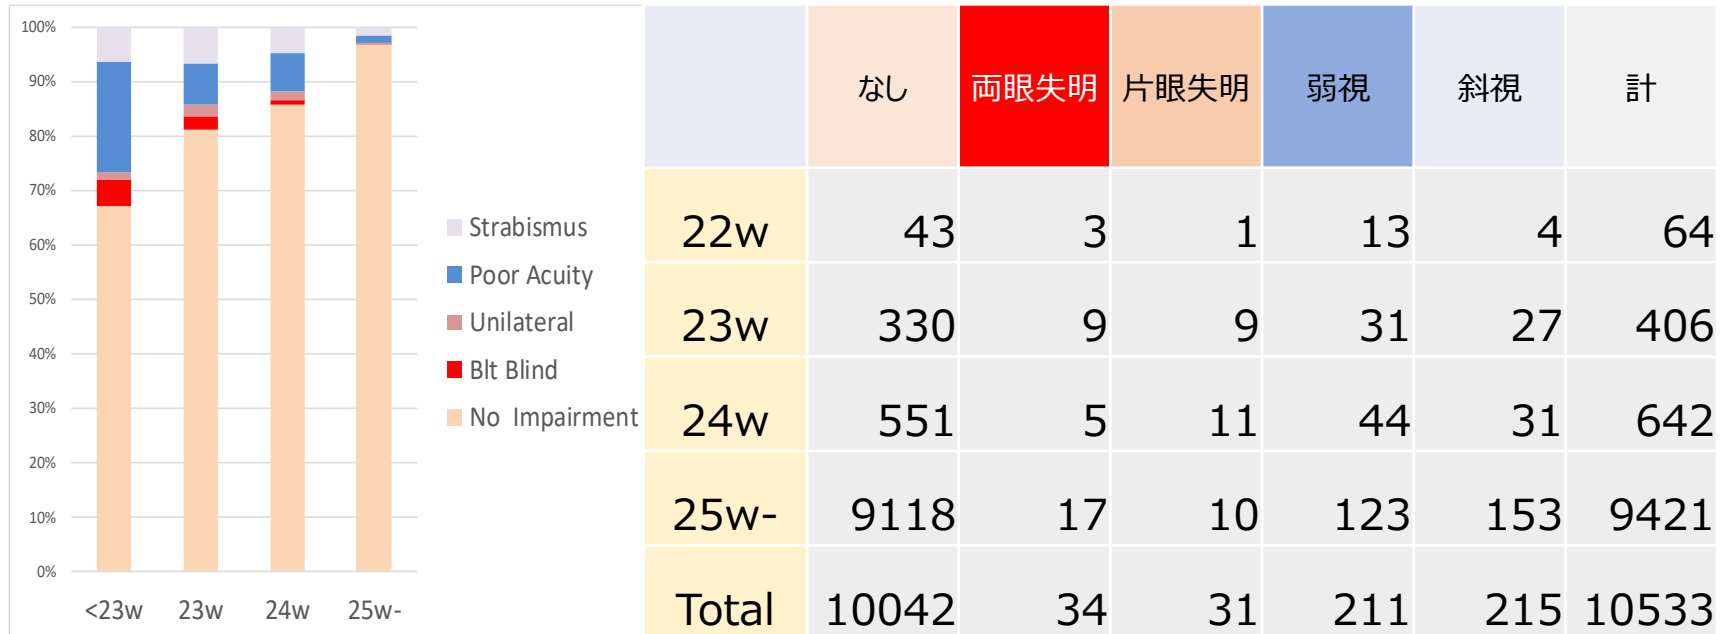 100%
90%
80%
70%
60%
50%
40%
30%
20%
10%
0%
<23w 23w 24w 25w-
Strabismus
Poor Acuity
Unilateral
Blt Blind
No Impairment
なし 両眼失明 片眼失明 弱視 斜視 計
22w 43 3 1 13 4 64
23w 330 9 9 31 27 406
24w 551 5 11 44 31 642
25w- 9118 17 10 123 153 9421
Total 10042 34 31 211 215 10533